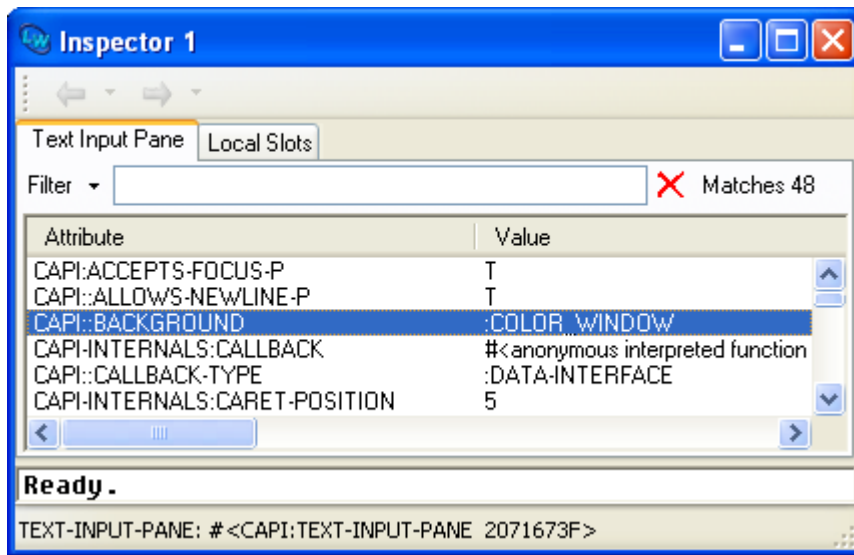 Inspector 1
Text Input Pane Local Slots
Filter Matches 48
Attribute Value
CAPI:ACCEPTS-FOCUS-P T
CAPI::ALLOWS-NEWLINE-P T
CAPI::BACKGROUND :COLOR_WINDOW
CAPI-INTERNALS:CALLBACK #<anonymous interpreted function
CAPI::CALLBACK-TYPE :DATA-INTERFACE
CAPI-INTERNALS:CARET-POSITION 5
Ready.
TEXT-INPUT-PANE: #<CAPI:TEXT-INPUT-PANE 2071673F>